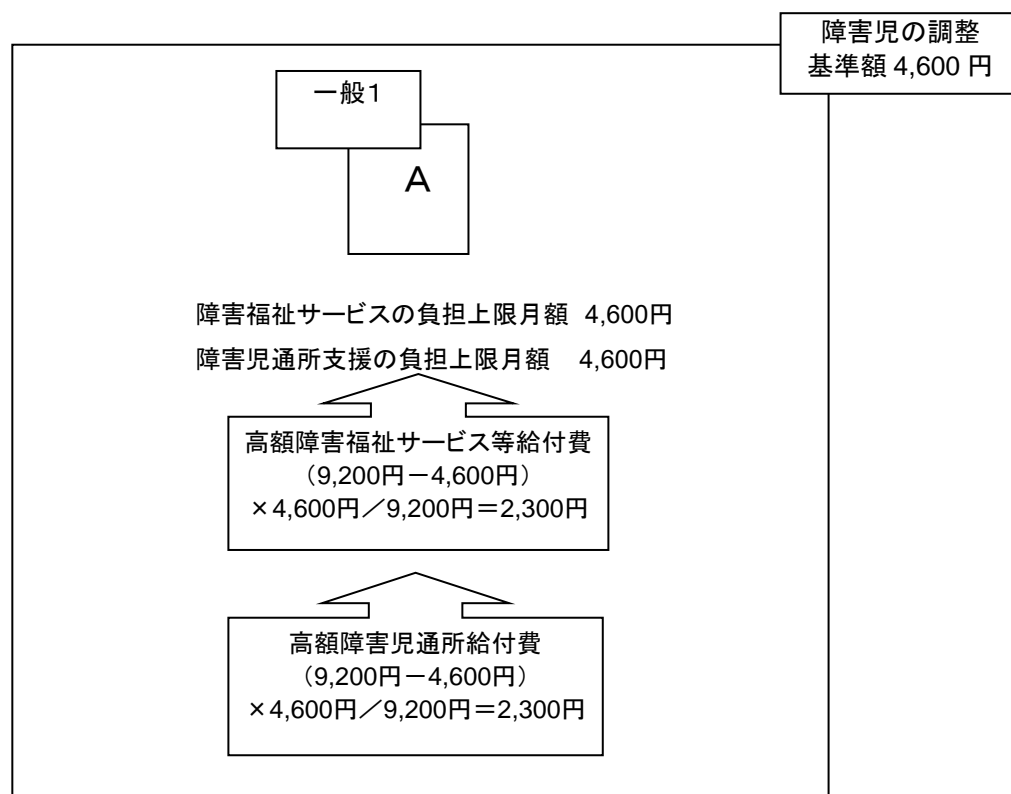 障害児の調整
基準額 4,600 円
一般1
A
障害福祉サービスの負担上限月額 4,600円
障害児通所支援の負担上限月額 4,600円
高額障害福祉サービス等給付費
（9,200円－4,600円）
×4,600円／9,200円＝2,300円
高額障害児通所給付費
（9,200円－4,600円）
×4,600円／9,200円＝2,300円